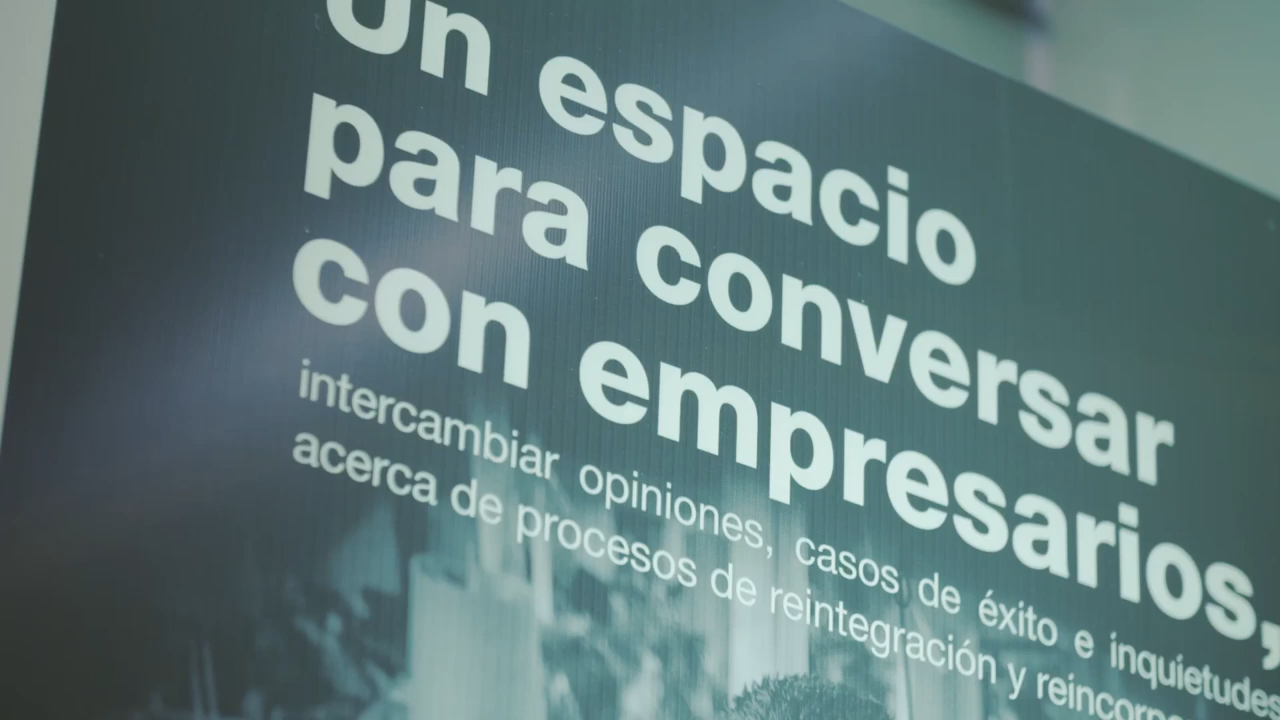 Un espacio
para conversar
con empresarios,
intercambiar opiniones, casos de éxito e inquietudes
acerca de procesos de reintegración y